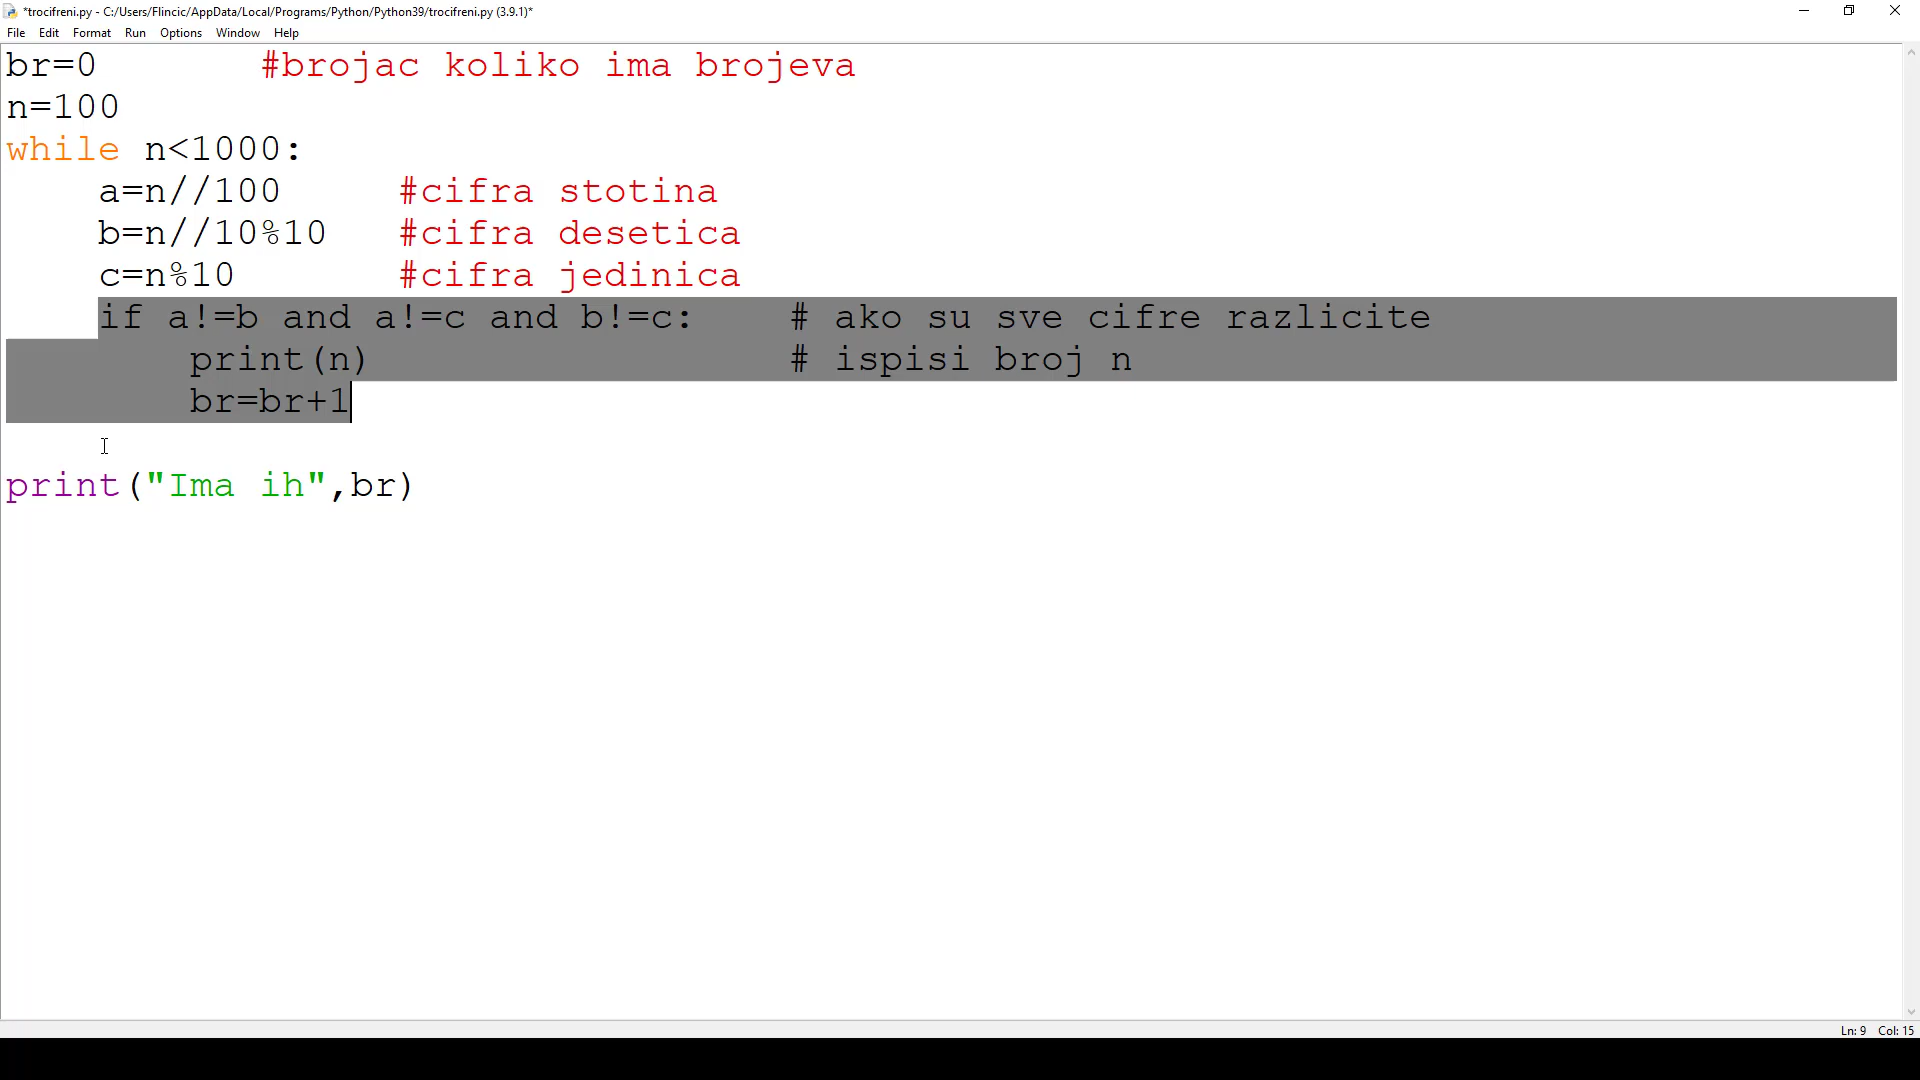 *trocifreni.py - C:/Users/Flincic/AppData/Local/Programs/Python/Python39/trocifreni.py (3.9.1)*
File Edit Format Run Options Window Help
br=0 #brojac koliko ima brojeva
n=100
while n<1000:
a=n//100 #cifra stotina
b=n//10%10 #cifra desetica
c=n%10 #cifra jedinica
if a!=b and a!=c and b!=c: # ako su sve cifre razlicite
print(n) # ispisi broj n
br=br+1
print("Ima ih",br)
Ln: 9 Col: 15